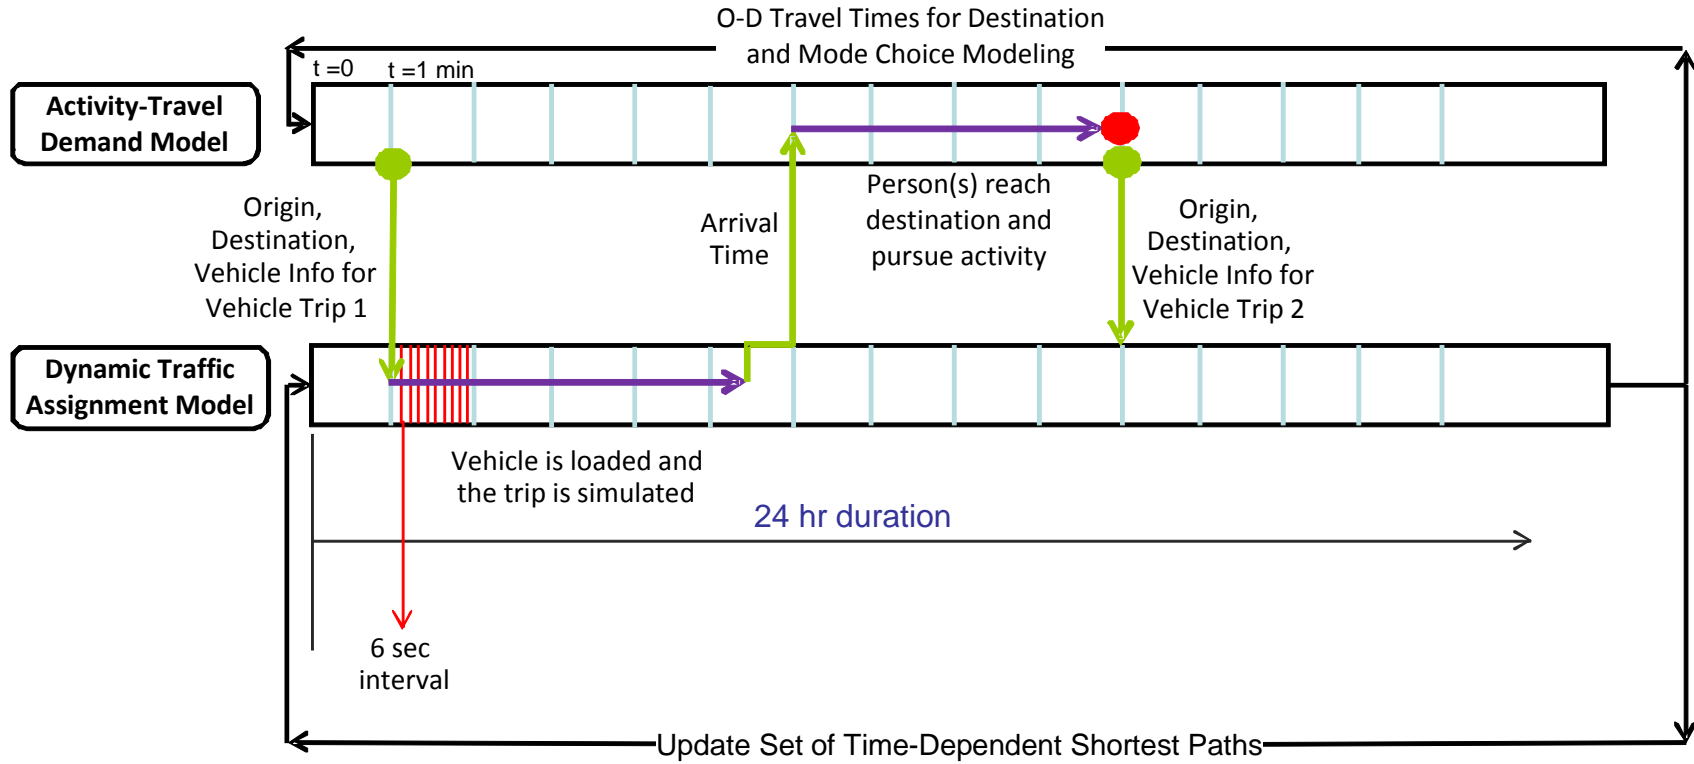 O-D Travel Times for Destination
and Mode Choice Modeling
t =0
t =1 min
Activity-Travel
Demand Model
Origin,
Destination,
Vehicle Info for
Vehicle Trip 1
Arrival
Time
Person(s) reach
destination and
pursue activity
Origin,
Destination,
Vehicle Info for
Vehicle Trip 2
Dynamic Traffic
Assignment Model
Vehicle is loaded and
the trip is simulated
24 hr duration
6 sec
interval
Update Set of Time-Dependent Shortest Paths